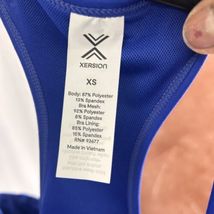 XERSION
XS
Body: 87% Polyester
13% Spandex
Bra Mesh:
92% Polyester
8% Spandex
Bra Lining:
85% Polyester
15% Spandex
RN# 93677
Made in Vietnam